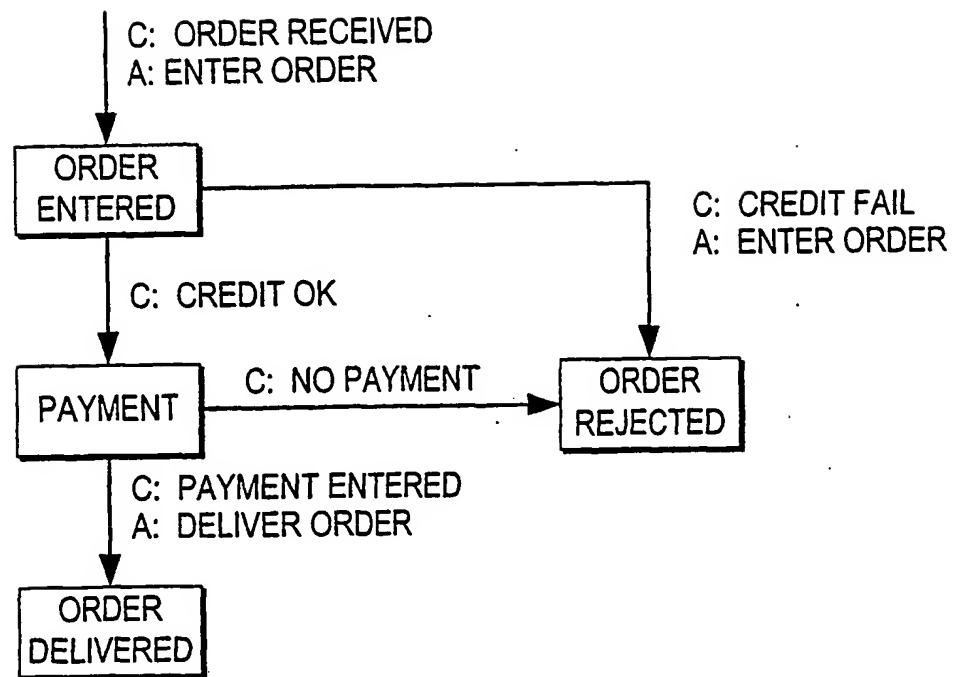 C: ORDER RECEIVED
A: ENTER ORDER
ORDER
ENTERED
C: CREDIT FAIL
A: ENTER ORDER
C: CREDIT OK
PAYMENT
C: NO PAYMENT
ORDER
REJECTED
C: PAYMENT ENTERED
A: DELIVER ORDER
ORDER
DELIVERED